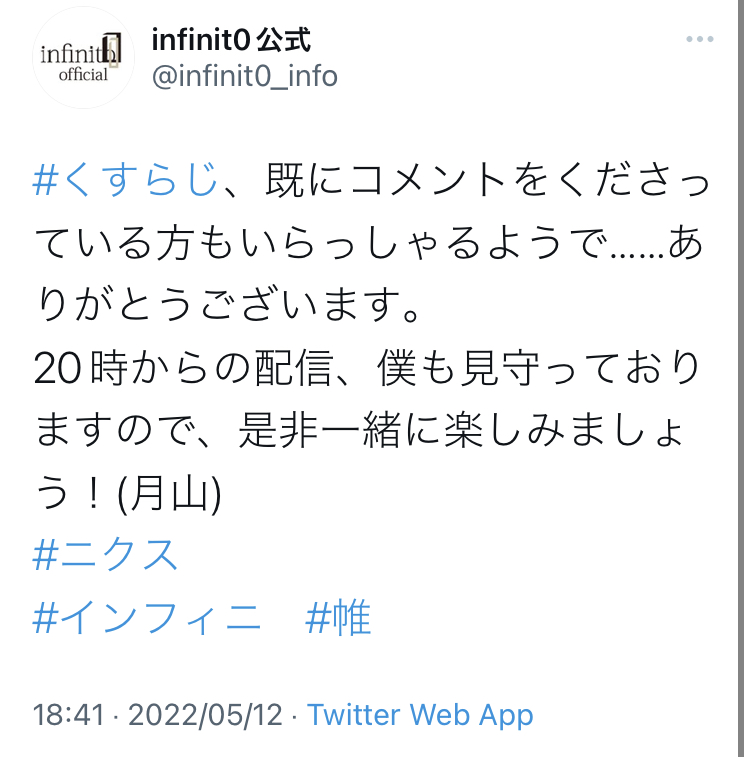 infinit0
official
infinit0 公式
@infinit0_info
#くすらじ、既にコメントをくださっ
ている方もいらっしゃるようで……あ
りがとうございます。
20時からの配信、僕も見守っており
ますので、是非一緒に楽しみましょ
う！(月山)
#ニクス
#インフィニ　#帷
18:41 · 2022/05/12 · Twitter Web App